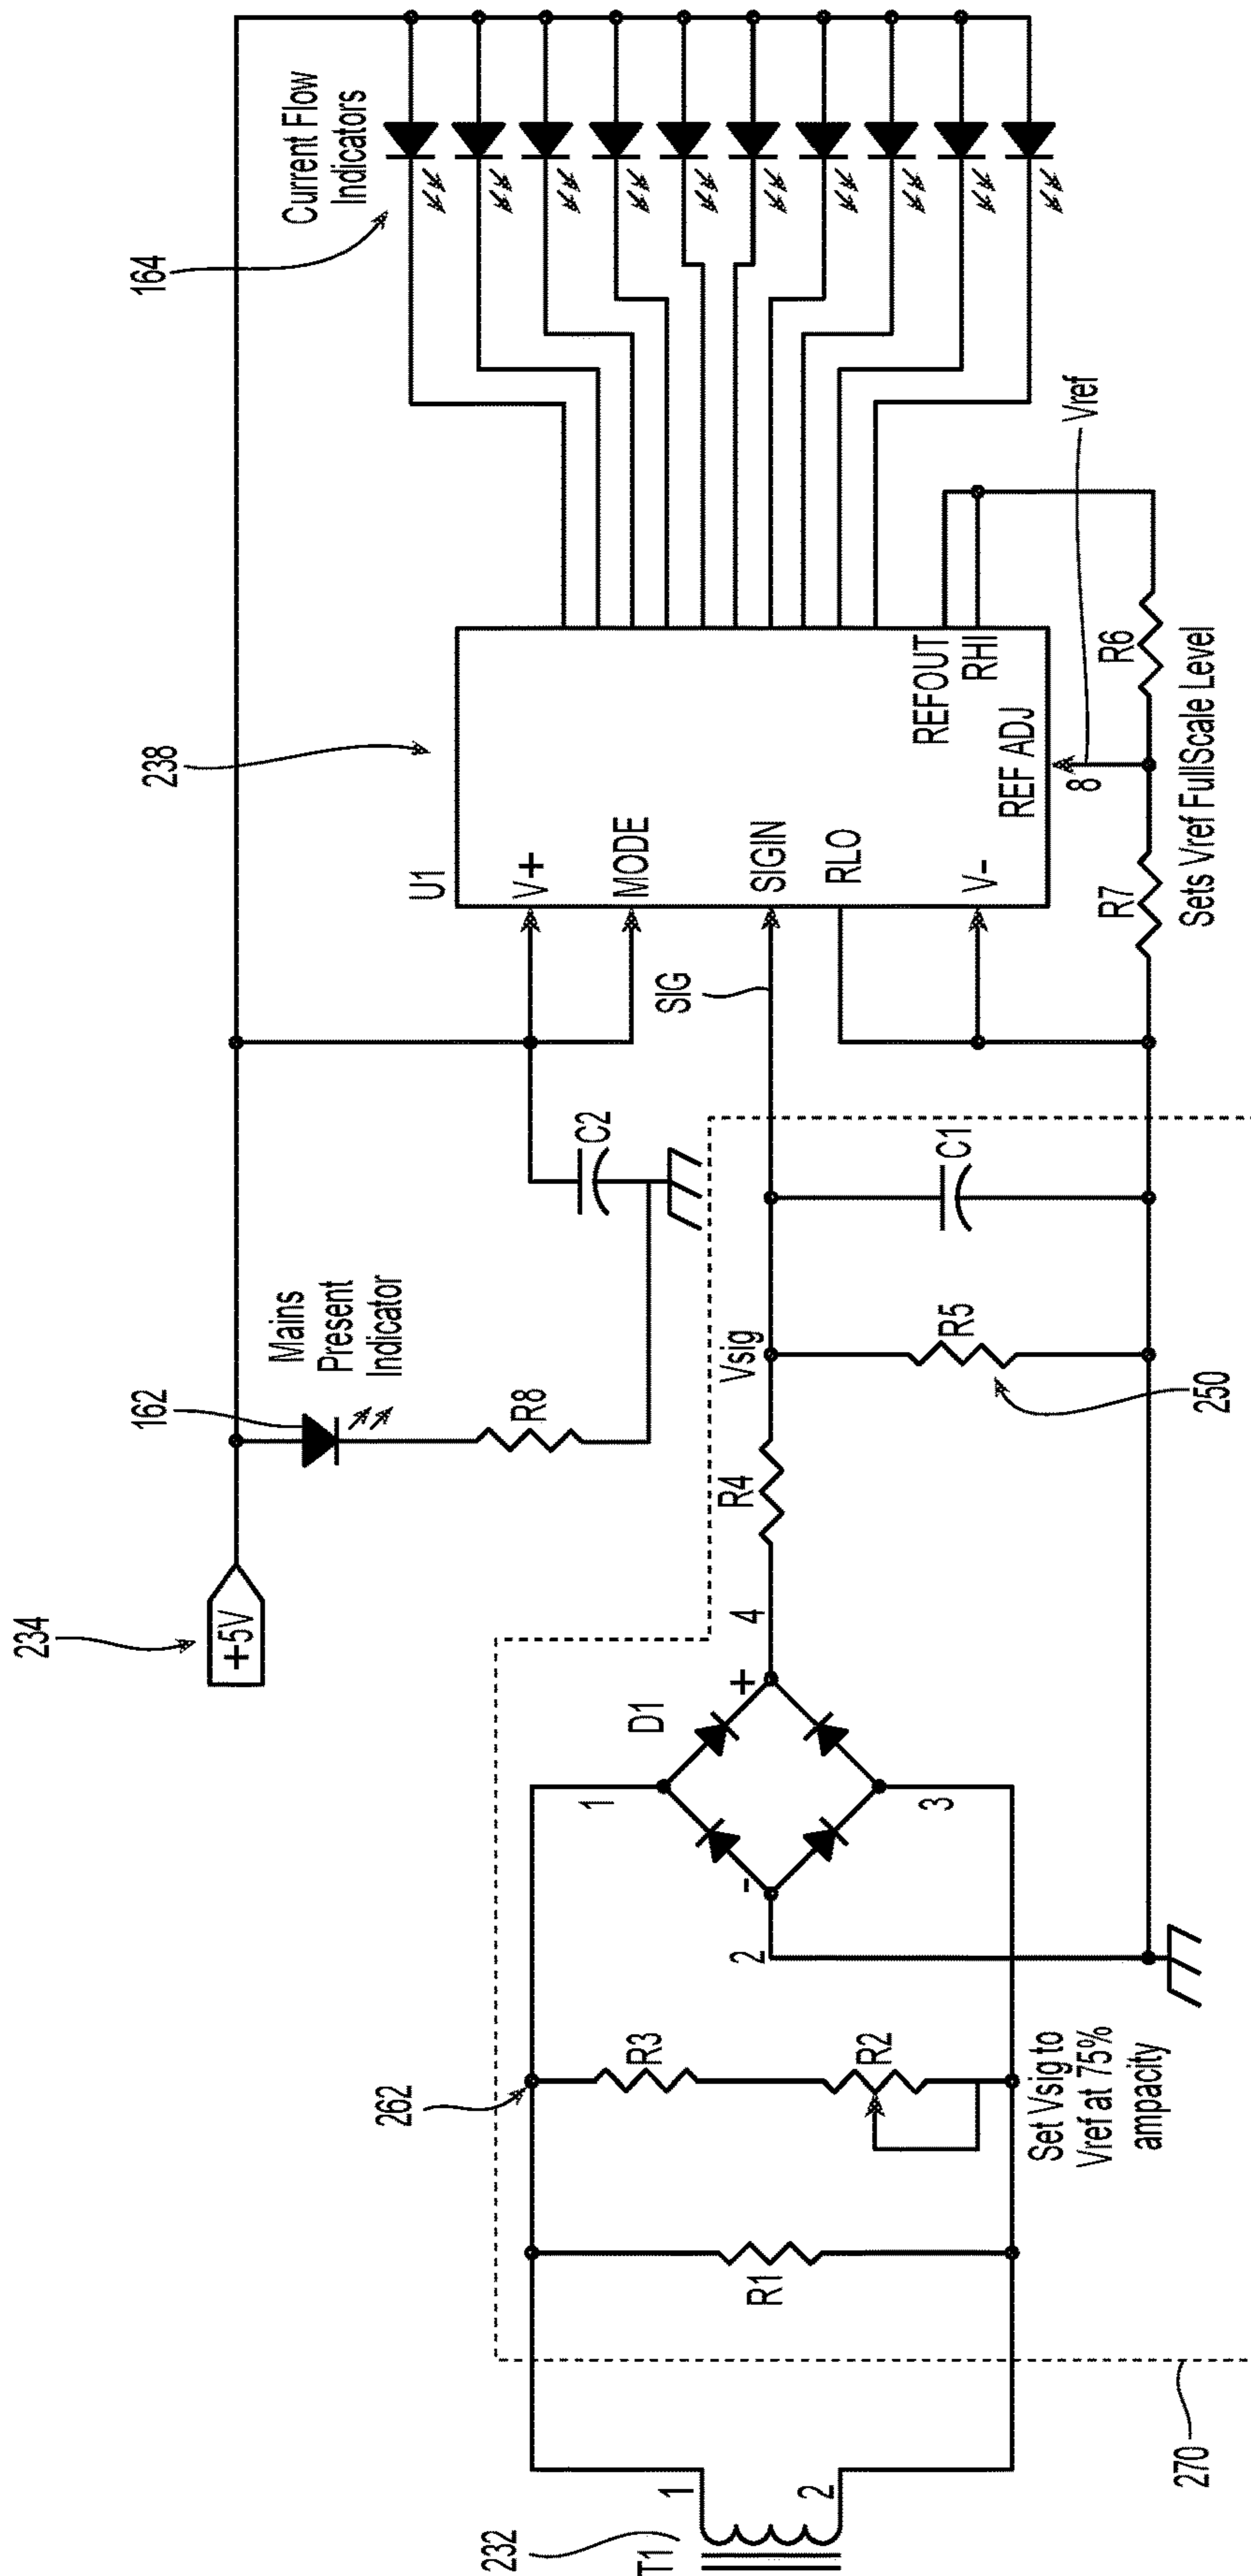 234
+5V
162
Mains
Present
Indicator
R8
C2
238
U1
V+
MODE
SIGIN
RLO
V-
REFOUT
RHI
REF ADJ
8
Vref
164
Current Flow
Indicators
SIG
232
T1
1
2
R1
262
R3
R2
Set Vsig to
Vref at 75%
ampacity
D1
1
2
3
4
+
-
R4
Vsig
R5
250
C1
R7
R6
Sets Vref FullScale Level
270